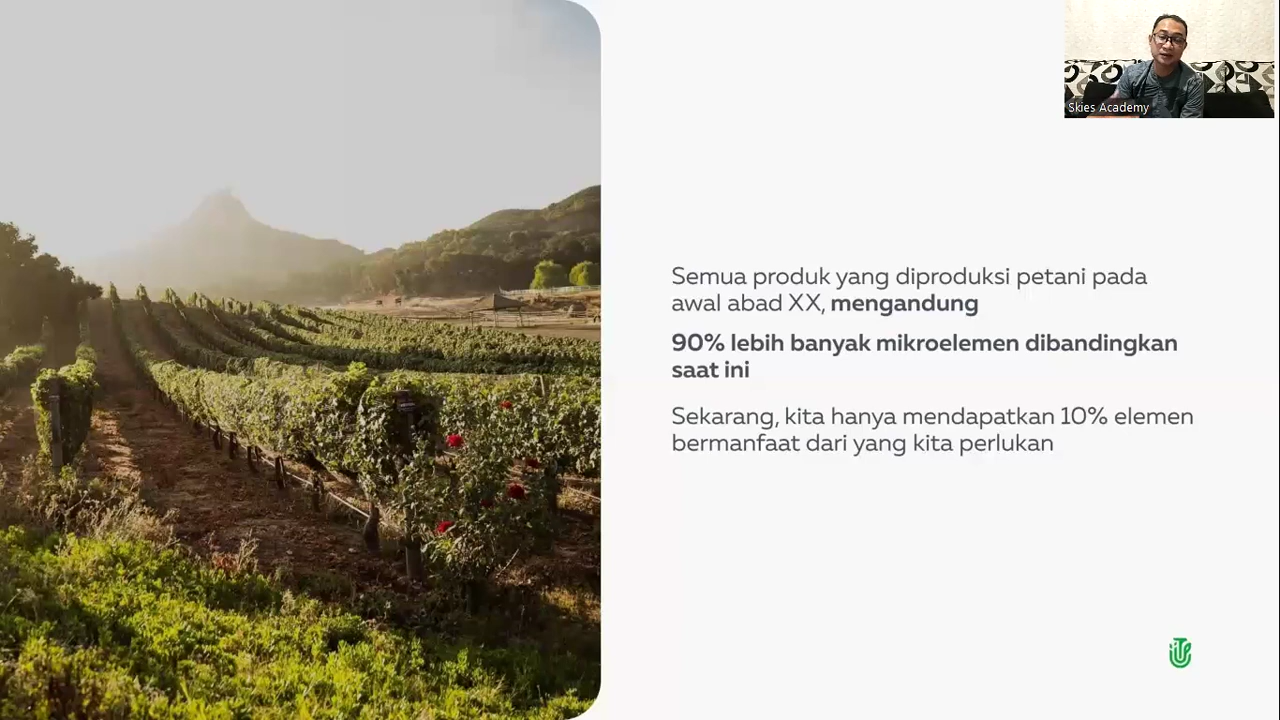 Skies Academy
Semua produk yang diproduksi petani pada
awal abad XX, mengandung
90% lebih banyak mikroelemen dibandingkan
saat ini
Sekarang, kita hanya mendapatkan 10% elemen
bermanfaat dari yang kita perlukan